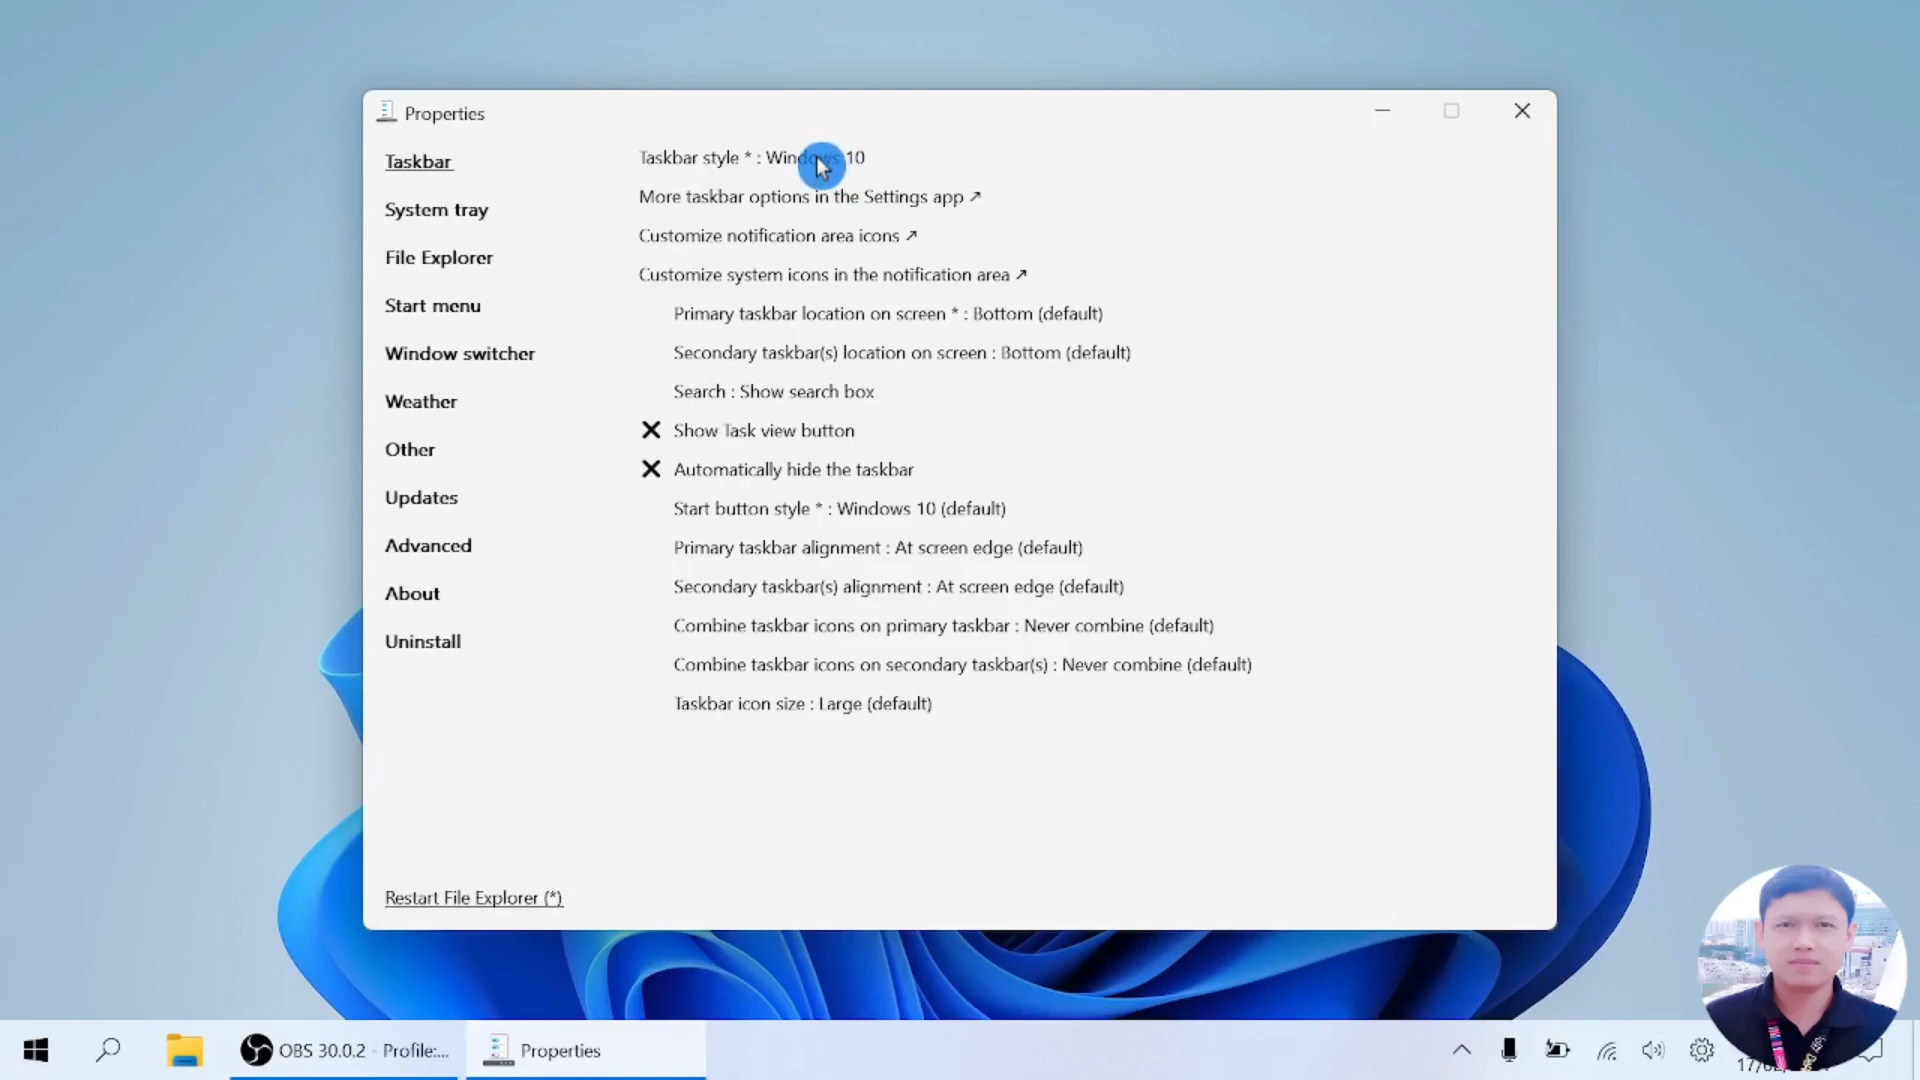 Properties
Taskbar
System tray
File Explorer
Start menu
Window switcher
Weather
Other
Updates
Advanced
About
Uninstall
Taskbar style * : Windows 10
More taskbar options in the Settings app ↗
Customize notification area icons ↗
Customize system icons in the notification area ↗
Primary taskbar location on screen * : Bottom (default)
Secondary taskbar(s) location on screen : Bottom (default)
Search : Show search box
Show Task view button
Automatically hide the taskbar
Start button style * : Windows 10 (default)
Primary taskbar alignment : At screen edge (default)
Secondary taskbar(s) alignment : At screen edge (default)
Combine taskbar icons on primary taskbar : Never combine (default)
Combine taskbar icons on secondary taskbar(s) : Never combine (default)
Taskbar icon size : Large (default)
Restart File Explorer (*)
OBS 30.0.2 - Profile:...
Properties